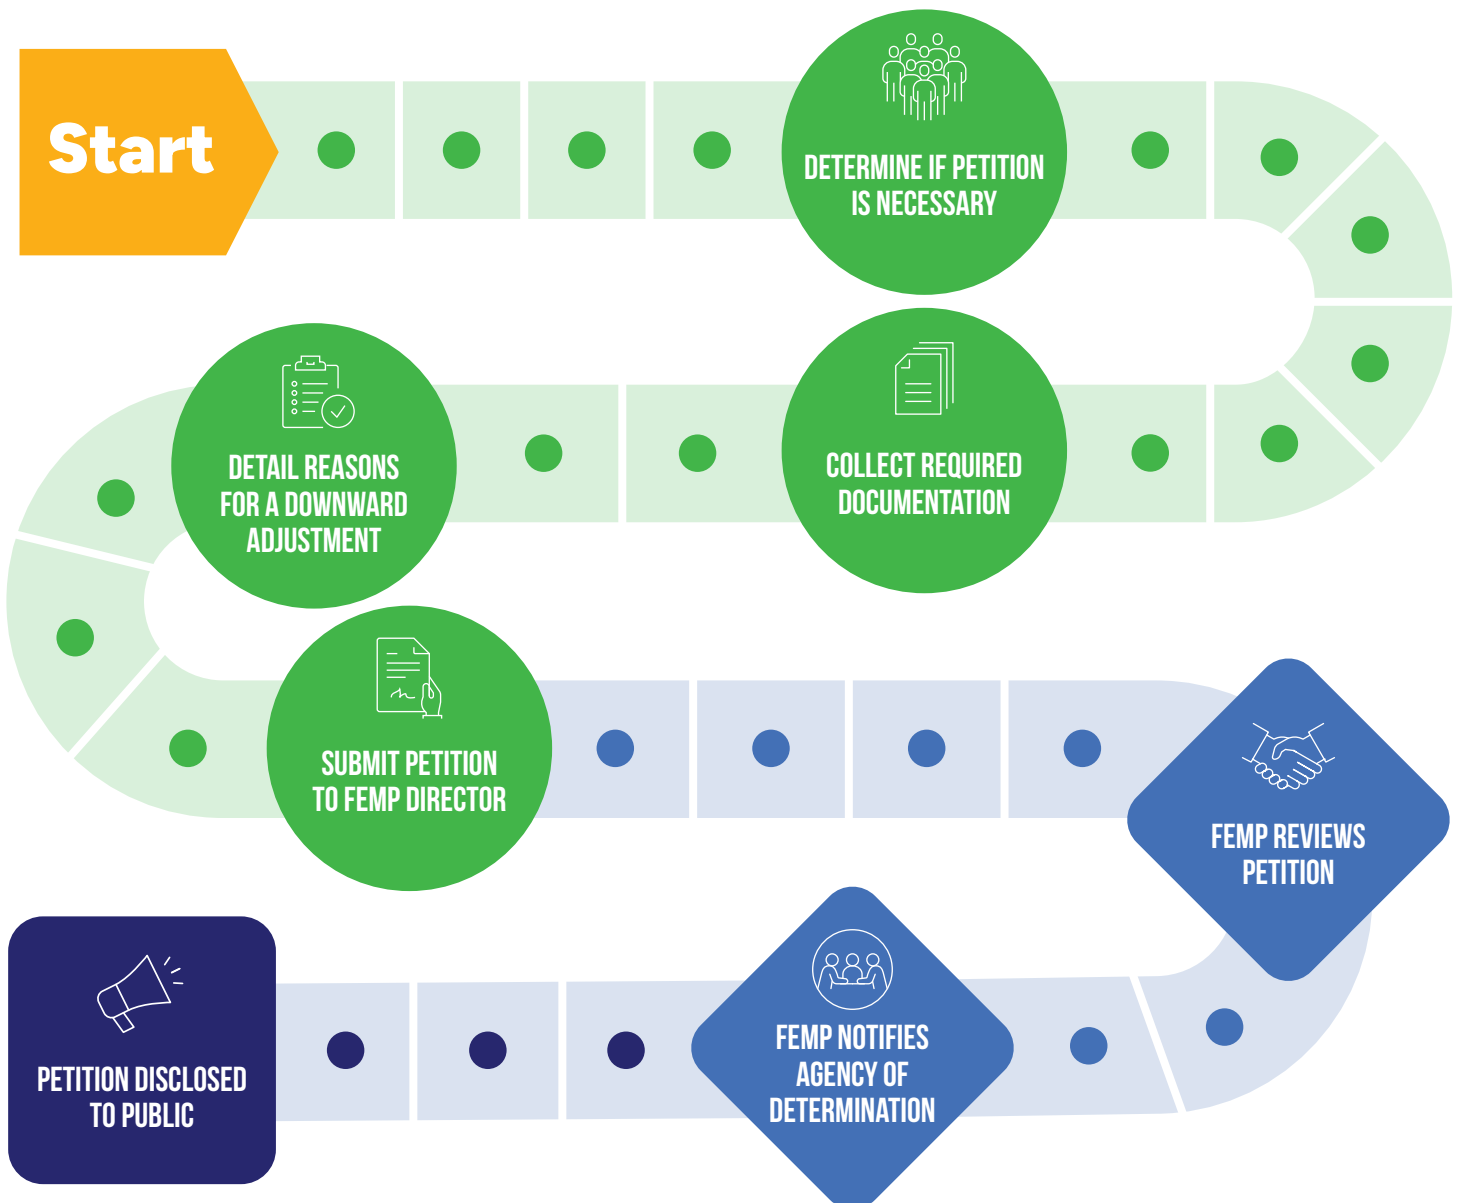 Start
DETERMINE IF PETITION
IS NECESSARY
COLLECT REQUIRED
DOCUMENTATION
DETAIL REASONS
FOR A DOWNWARD
ADJUSTMENT
SUBMIT PETITION
TO FEMP DIRECTOR
FEMP REVIEWS
PETITION
FEMP NOTIFIES
AGENCY OF
DETERMINATION
PETITION DISCLOSED
TO PUBLIC